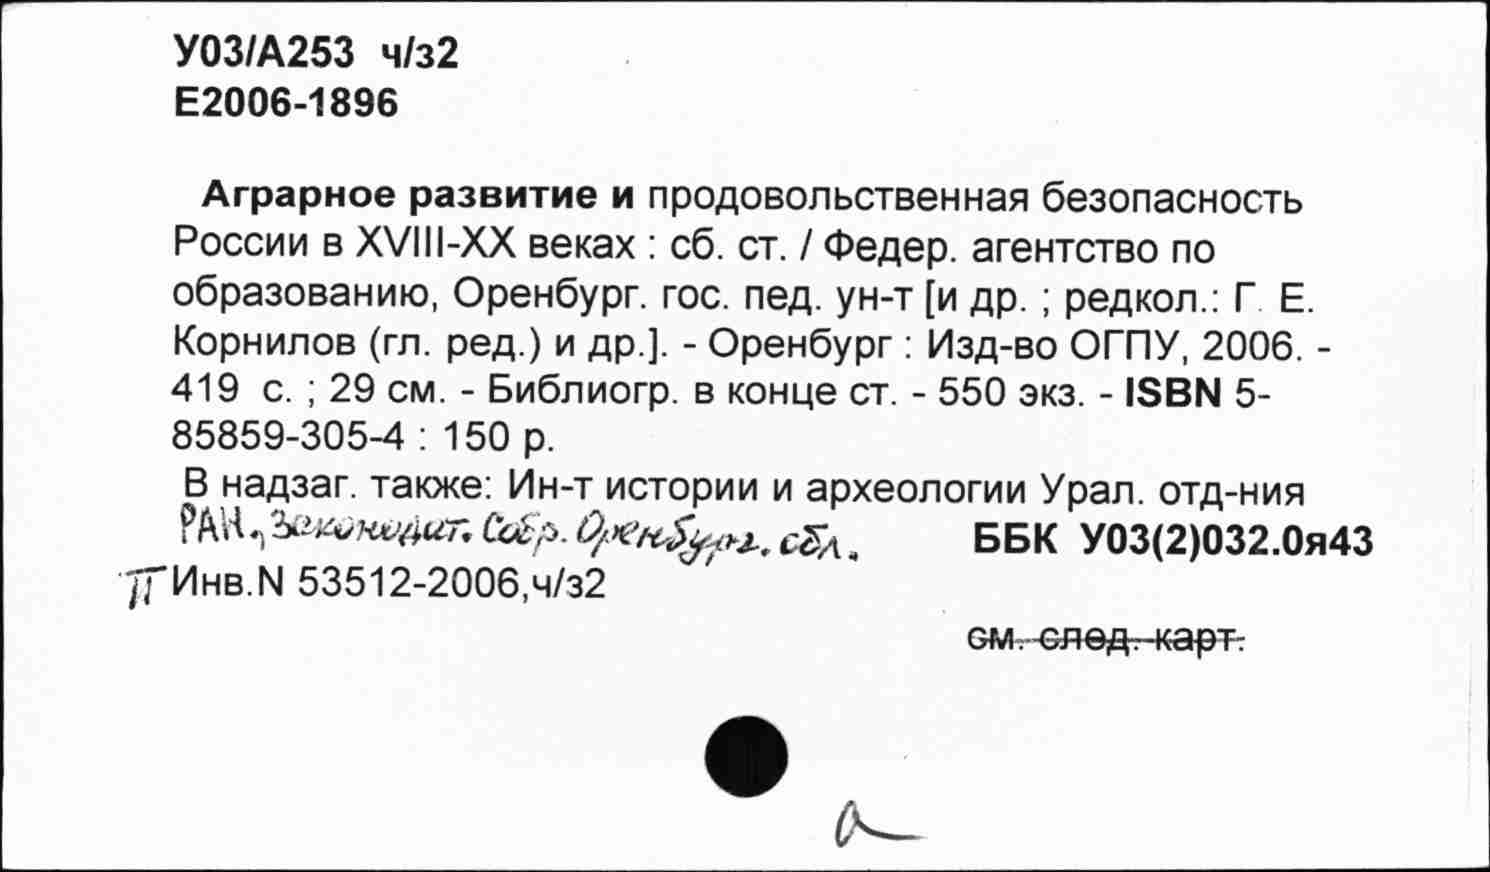 У03/А253 ч/з2
Е2006-1896
Аграрное развитие и продовольственная безопасность
России в XVIII-XX веках : сб. ст. / Федер. агентство по
образованию, Оренбург. гос. пед. ун-т [и др. ; редкол.: Г. Е.
Корнилов (гл. ред.) и др.]. - Оренбург : Изд-во ОГПУ, 2006. -
419 с. ; 29 см. - Библиогр. в конце ст. - 550 экз. - ISBN 5-
85859-305-4 : 150 р.
В надзаг. также: Ин-т истории и археологии Урал. отд-ния
РАН., Законодат. Собр. Оренбург. обл. ББК У03(2)032.0я43
П Инв.N 53512-2006,ч/з2
см. след. карт.
а